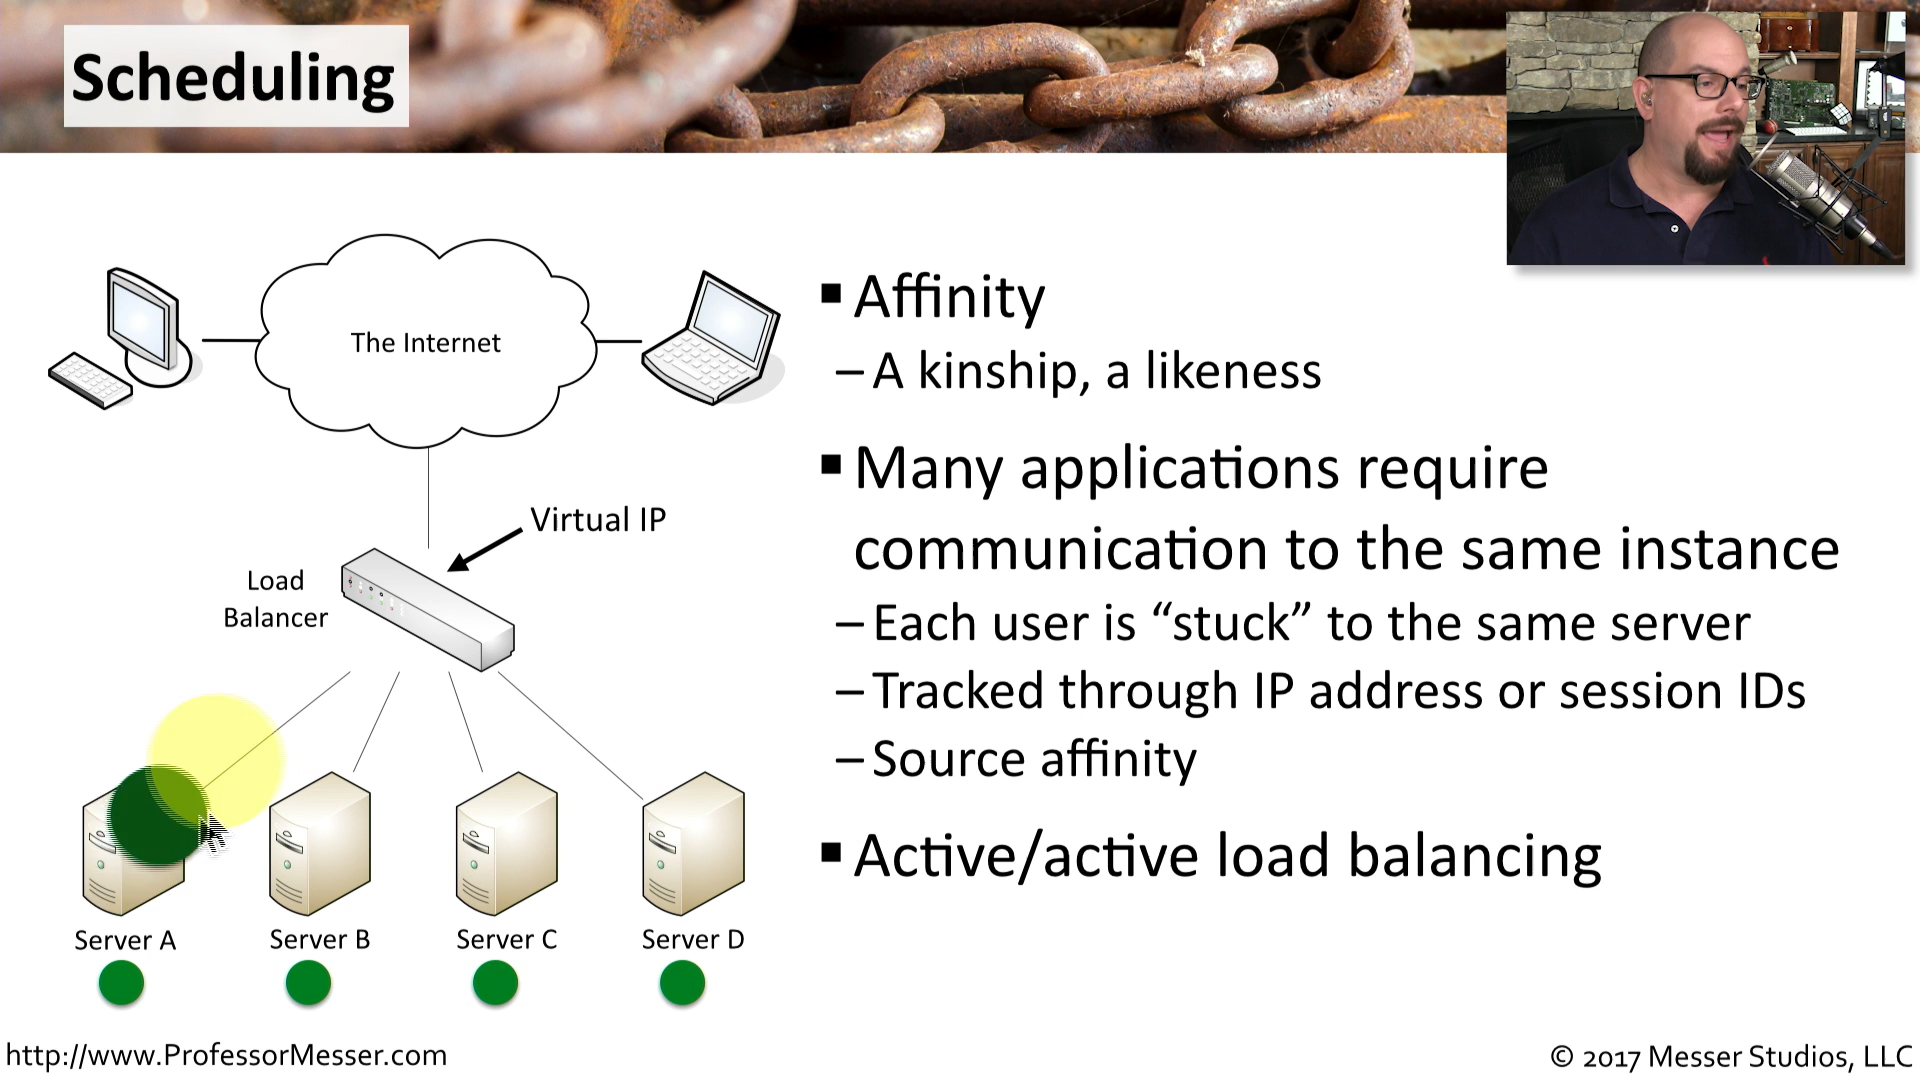 Scheduling
The Internet
Virtual IP
Load
Balancer
Server A
Server B
Server C
Server D
▪ Affinity
– A kinship, a likeness
▪ Many applications require
communication to the same instance
– Each user is “stuck” to the same server
– Tracked through IP address or session IDs
– Source affinity
▪ Active/active load balancing
http://www.ProfessorMesser.com
© 2017 Messer Studios, LLC